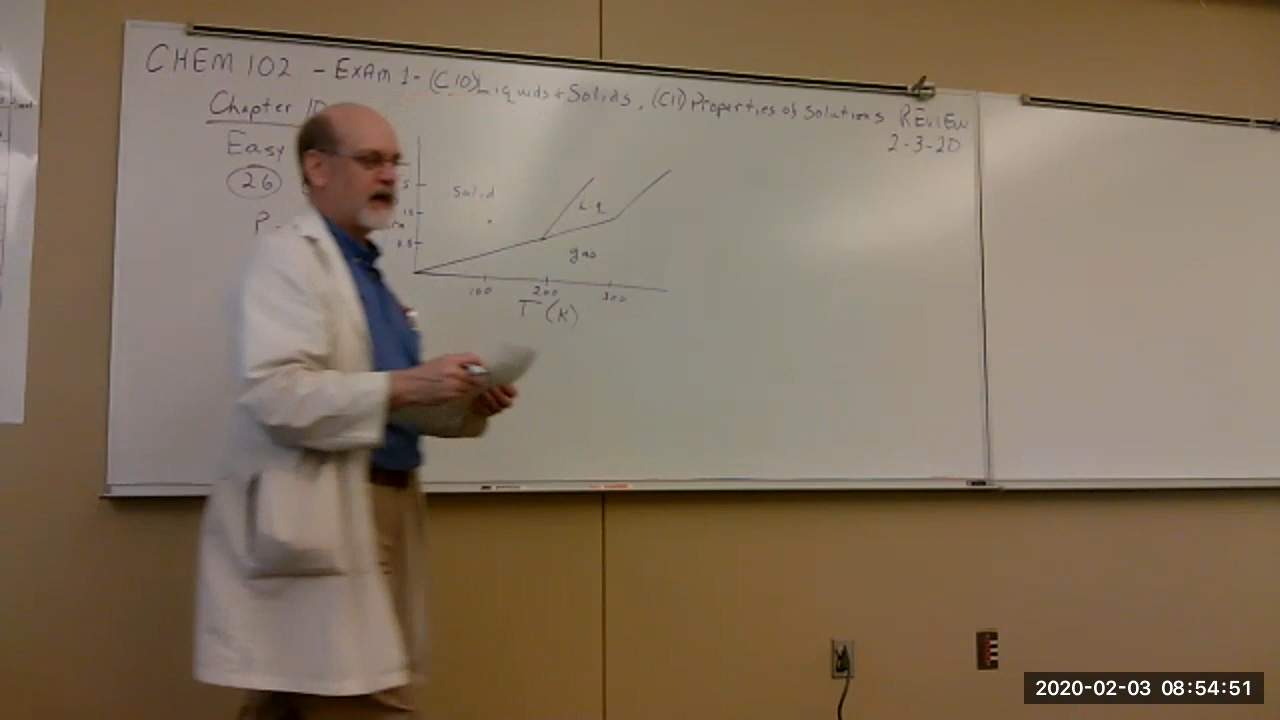 CHEM 102 - EXAM 1 - (C10) Liquids + Solids, (C11) Properties of Solutions REVIEW
2-3-20
Chapter 10
Easy
26
P
Solid
Liq
gas
100 200 300
T (K)
2020-02-03 08:54:51